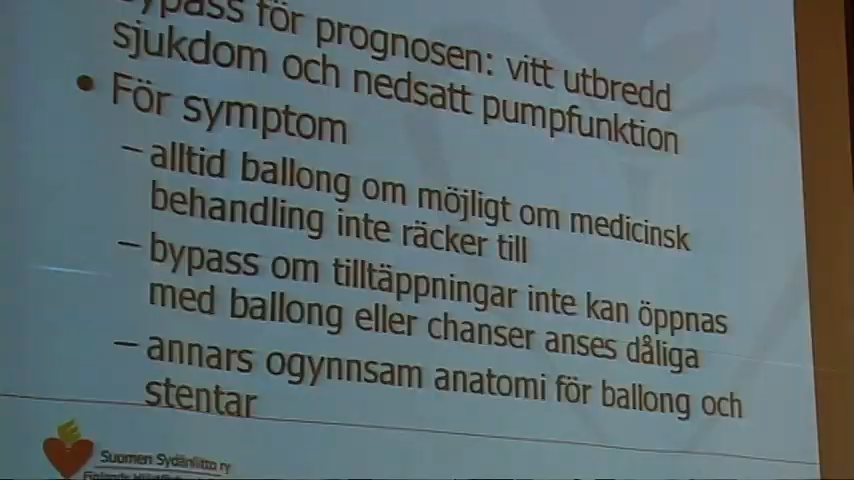 bypass för prognosen: vitt utbredd
sjukdom och nedsatt pumpfunktion
• För symptom
– alltid ballong om möjligt om medicinsk
behandling inte räcker till
– bypass om tilltäppningar inte kan öppnas
med ballong eller chanser anses dåliga
– annars ogynnsam anatomi för ballong och
stentar
Suomen Sydänliitto ry